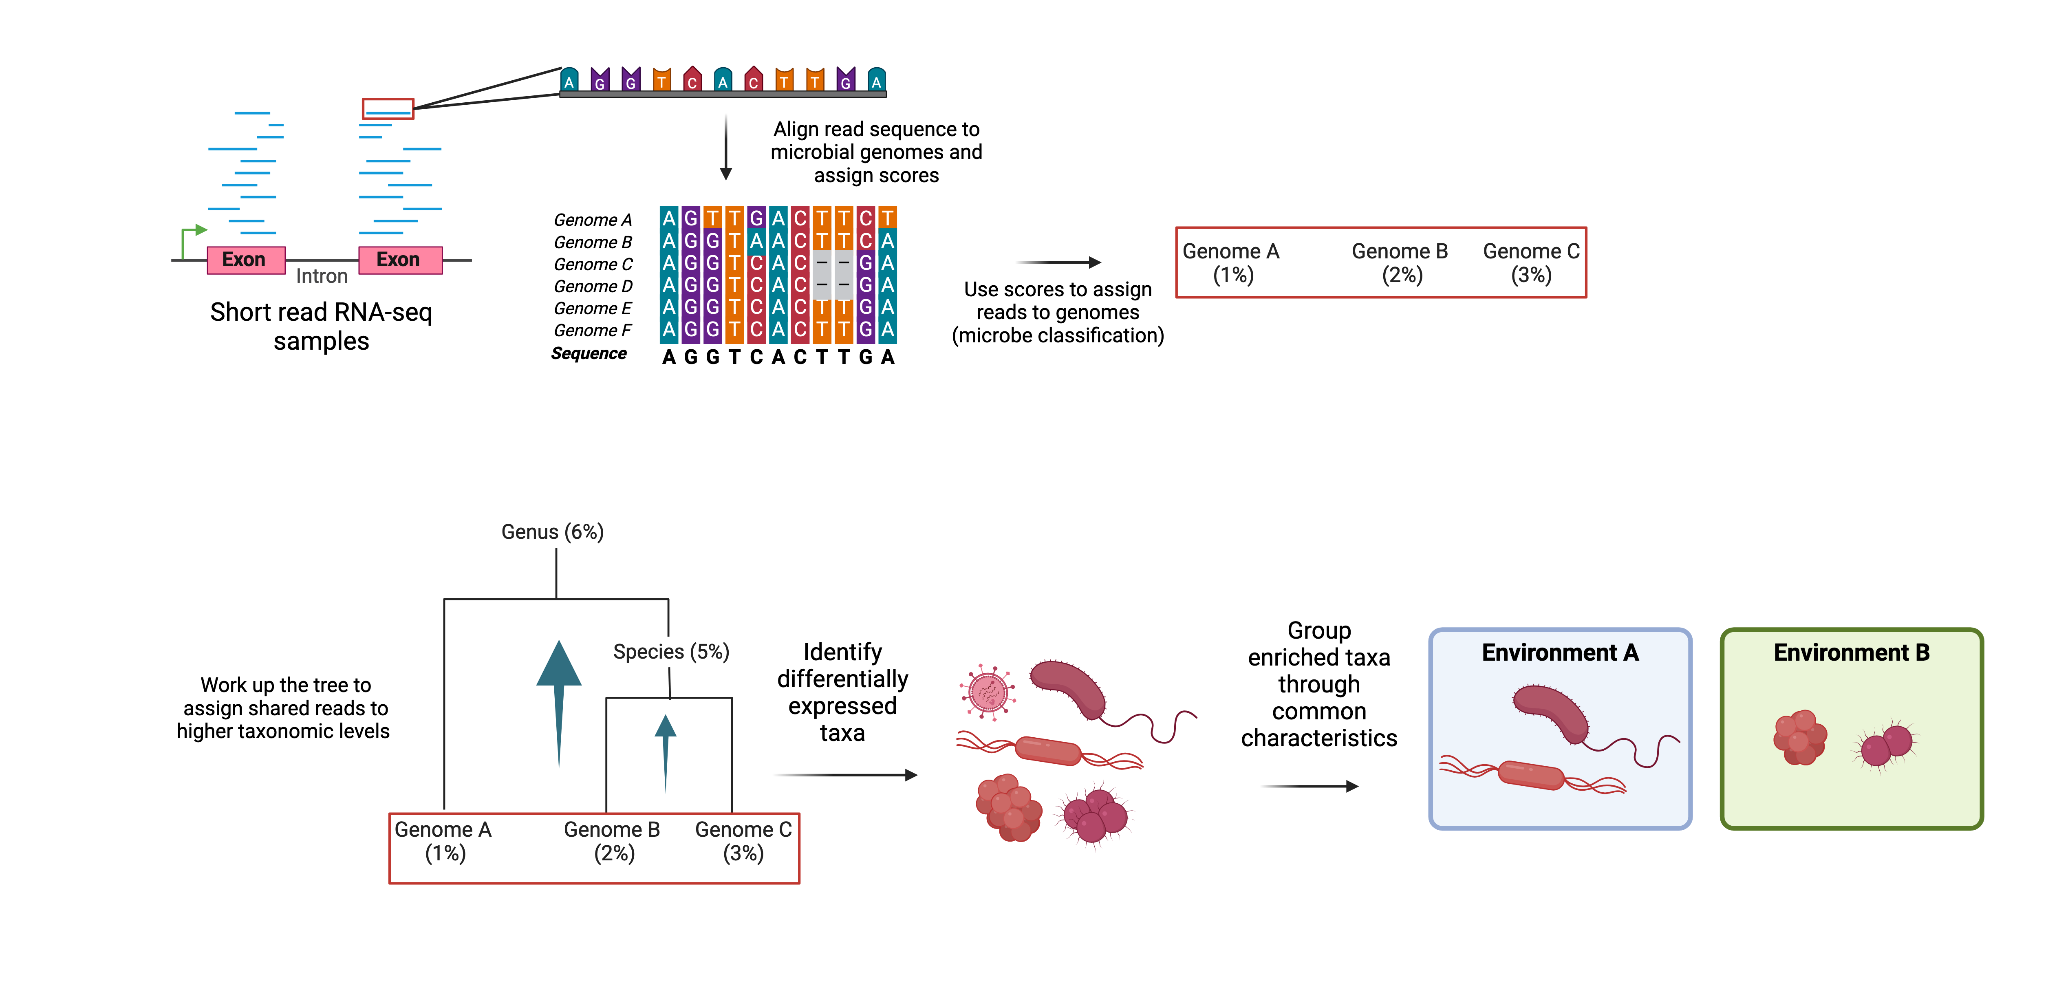 A G G T C A C T T G A
Align read sequence to
microbial genomes and
assign scores
Exon
Intron
Exon
Short read RNA-seq
samples
Genome A A G T T G A C T T C T
Genome B A G G T A A C T T C A
Genome C A G G T C A C - - G A
Genome D A G G T C A C - - G A
Genome E A G G T C A C T T G A
Genome F A G G T C A C T T G A
Sequence A G G T C A C T T G A
Use scores to assign
reads to genomes
(microbe classification)
Genome A Genome B Genome C
(1%) (2%) (3%)
Work up the tree to
assign shared reads to
higher taxonomic levels
Genus (6%)
Species (5%)
Genome A Genome B Genome C
(1%) (2%) (3%)
Identify
differentially
expressed
taxa
Group
enriched taxa
through
common
characteristics
Environment A
Environment B